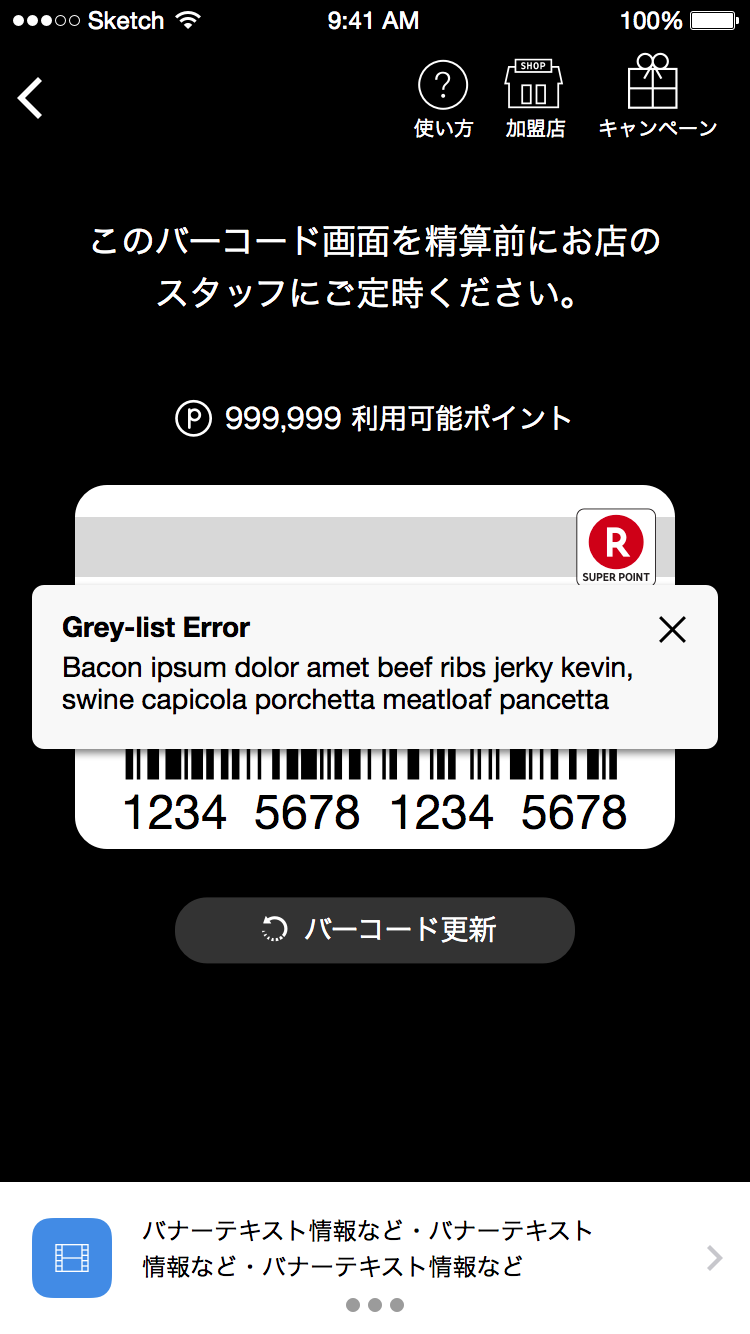 Sketch 9:41 AM 100%
SHOP
使い方 加盟店 キャンペーン
このバーコード画面を精算前にお店の
スタッフにご定時ください。
P 999,999 利用可能ポイント
R
SUPER POINT
Grey-list Error
Bacon ipsum dolor amet beef ribs jerky kevin,
swine capicola porchetta meatloaf pancetta
1234 5678 1234 5678
バーコード更新
バナーテキスト情報など・バナーテキスト
情報など・バナーテキスト情報など